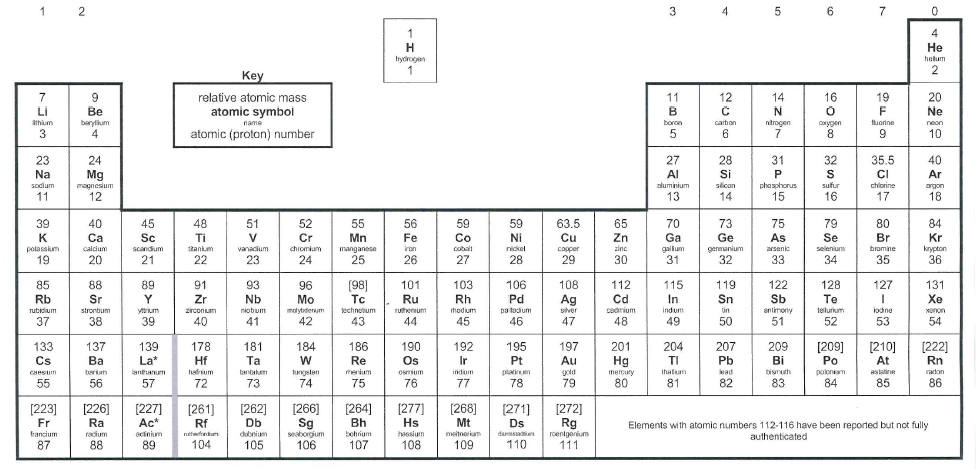 1 2 3 4 5 6 7 0
1 4
H He
hydrogen helium
1 2
Key
7 9 relative atomic mass 11 12 14 16 19 20
Li Be atomic symbol B C N O F Ne
lithium beryllium name boron carbon nitrogen oxygen fluorine neon
3 4 atomic (proton) number 5 6 7 8 9 10
23 24 27 28 31 32 35.5 40
Na Mg Al Si P S Cl Ar
sodium magnesium aluminium silicon phosphorus sulfur chlorine argon
11 12 13 14 15 16 17 18
39 40 45 48 51 52 55 56 59 59 63.5 65 70 73 75 79 80 84
K Ca Sc Ti V Cr Mn Fe Co Ni Cu Zn Ga Ge As Se Br Kr
potassium calcium scandium titanium vanadium chromium manganese iron cobalt nickel copper zinc gallium germanium arsenic selenium bromine krypton
19 20 21 22 23 24 25 26 27 28 29 30 31 32 33 34 35 36
85 88 89 91 93 96 [98] 101 103 106 108 112 115 119 122 128 127 131
Rb Sr Y Zr Nb Mo Tc Ru Rh Pd Ag Cd In Sn Sb Te I Xe
rubidium strontium yttrium zirconium niobium molybdenum technetium ruthenium rhodium palladium silver cadmium indium tin antimony tellurium iodine xenon
37 38 39 40 41 42 43 44 45 46 47 48 49 50 51 52 53 54
133 137 139 178 181 184 186 190 192 195 197 201 204 207 209 [209] [210] [222]
Cs Ba La* Hf Ta W Re Os Ir Pt Au Hg Tl Pb Bi Po At Rn
caesium barium lanthanum hafnium tantalum tungsten rhenium osmium iridium platinum gold mercury thallium lead bismuth polonium astatine radon
55 56 57 72 73 74 75 76 77 78 79 80 81 82 83 84 85 86
[223] [226] [227] [261] [262] [266] [264] [277] [268] [271] [272]
Fr Ra Ac* Rf Db Sg Bh Hs Mt Ds Rg
francium radium actinium rutherfordium dubnium seaborgium bohrium hassium meitnerium darmstadtium roentgenium
87 88 89 104 105 106 107 108 109 110 111
Elements with atomic numbers 112-116 have been reported but not fully
authenticated